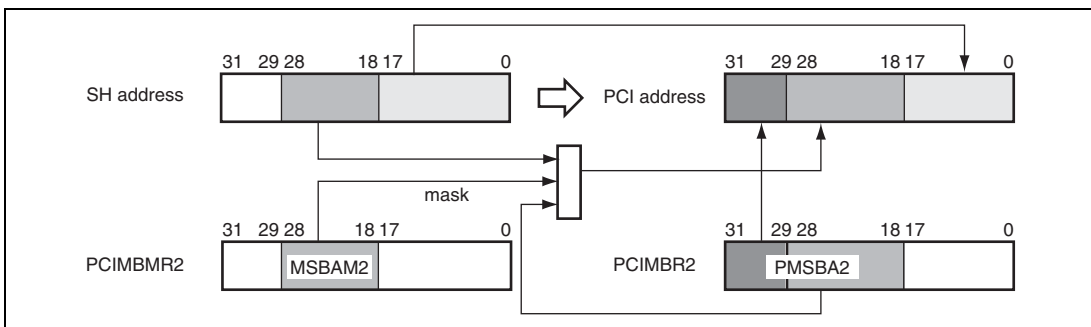 31 29 28 18 17 0
31 29 28 18 17 0
SH address
PCI address
mask
31 29 28 18 17 0
31 29 28 18 17 0
PCIMBMR2
MSBAM2
PCIMBR2
PMSBA2